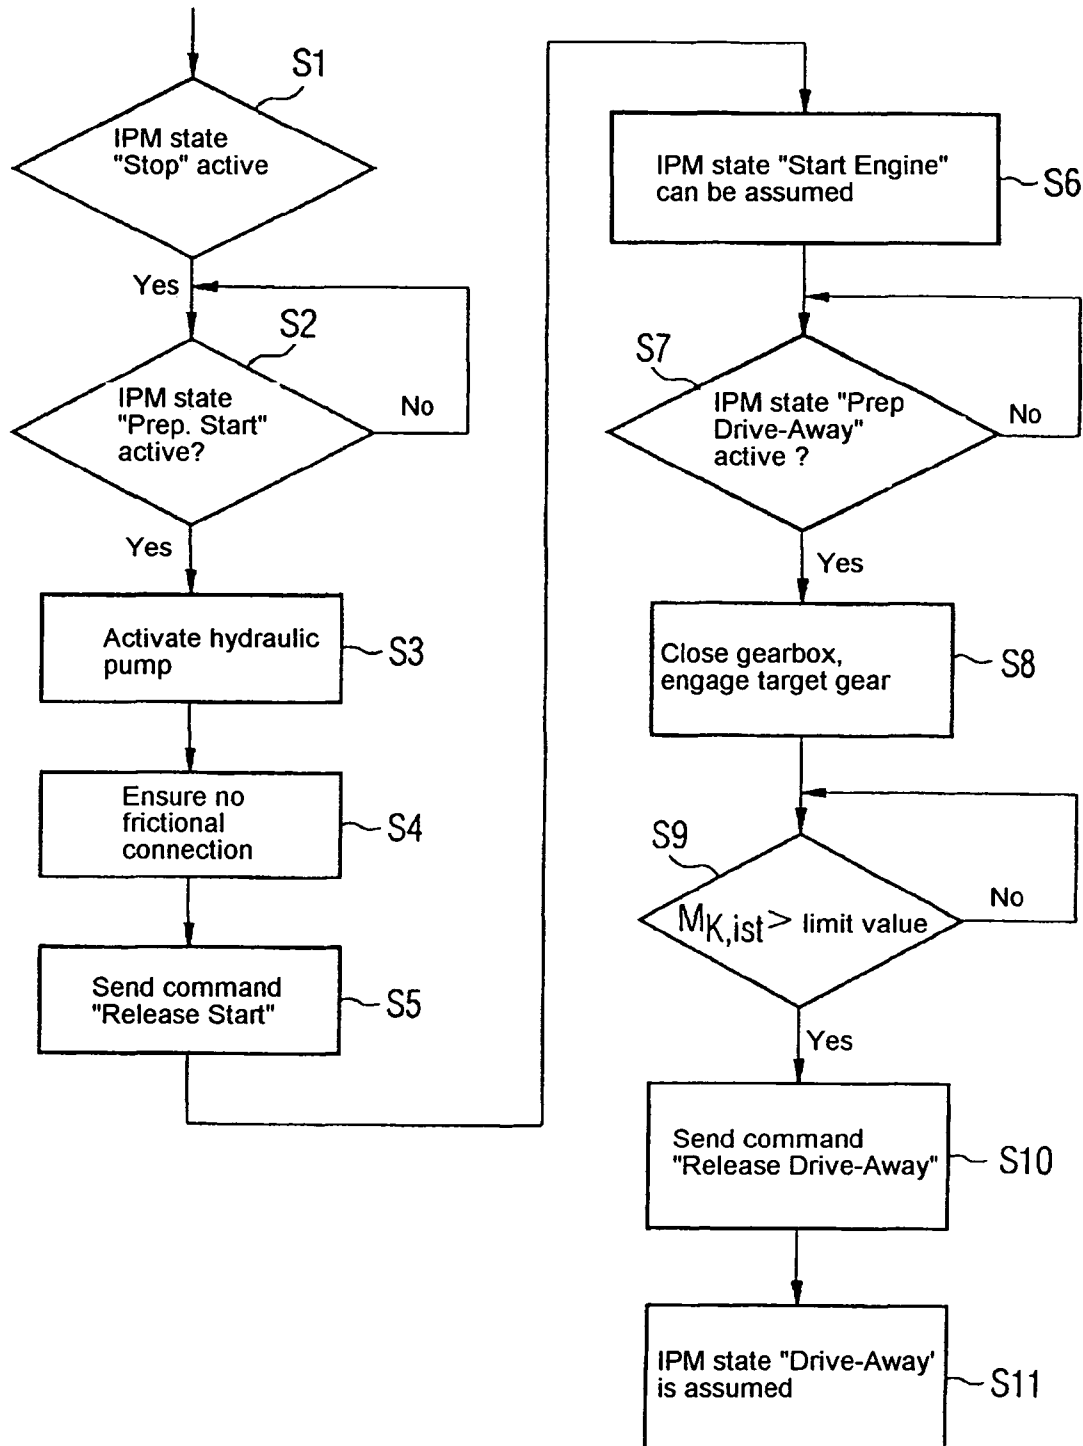 S1
IPM state
"Stop" active
Yes
S2
IPM state
"Prep. Start"
active?
No
Yes
Activate hydraulic
pump
S3
Ensure no
frictional
connection
S4
Send command
"Release Start"
S5
IPM state "Start Engine"
can be assumed
S6
S7
IPM state "Prep
Drive-Away"
active ?
No
Yes
Close gearbox,
engage target gear
S8
S9
MK,ist> limit value
No
Yes
Send command
"Release Drive-Away"
S10
IPM state "Drive-Away'
is assumed
S11